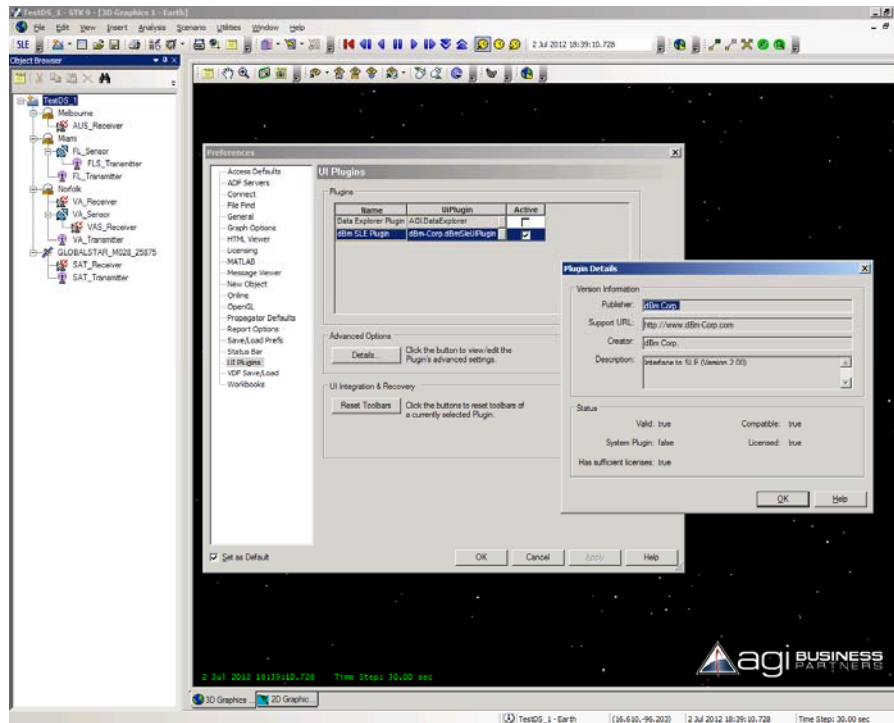 TestDS_1 - STK 9 - [3D Graphics 1 - Earth]
File Edit View Insert Analysis Scenario Utilities Window Help
SLE
2 Jul 2012 18:39:10.728
Object Browser
TestDS_1
Melbourne
AUS_Receiver
Miami
FL_Sensor
FLS_Transmitter
FL_Transmitter
Norfolk
VA_Receiver
VA_Sensor
VAS_Receiver
VA_Transmitter
GLOBALSTAR_M028_25875
SAT_Receiver
SAT_Transmitter
Preferences
Access Defaults
ADF Servers
Connect
File Find
General
Graph Options
HTML Viewer
Licensing
MATLAB
Message Viewer
New Object
Online
OpenGL
Propagator Defaults
Report Options
Save/Load Prefs
Status Bar
UI Plugins
VDF Save/Load
Workbooks
UI Plugins
Plugins
Name UIPlugin Active
Data Explorer Plugin AGI.DataExplorer
dBm SLE Plugin dBm-Corp.dBmSleUIPlugin
Advanced Options
Details... Click the button to view/edit the
Plugin's advanced settings.
UI Integration & Recovery
Reset Toolbars Click the buttons to reset toolbars of
a currently selected Plugin.
Set as Default
OK Cancel Apply Help
Plugin Details
Version Information
Publisher: dBm Corp.
Support URL: http://www.dBm-Corp.com
Creator: dBm Corp.
Description: Interface to SLE (Version 2.00)
Status
Valid: true Compatible: true
System Plugin: false Licensed: true
Has sufficient licenses: true
OK Help
agi BUSINESS
PARTNERS
2 Jul 2012 18:39:10.728 Time Step: 30.00 sec
3D Graphics ... 2D Graphic...
TestDS_1 - Earth (16.610,-96.203) 2 Jul 2012 18:39:10.728 Time Step: 30.00 sec